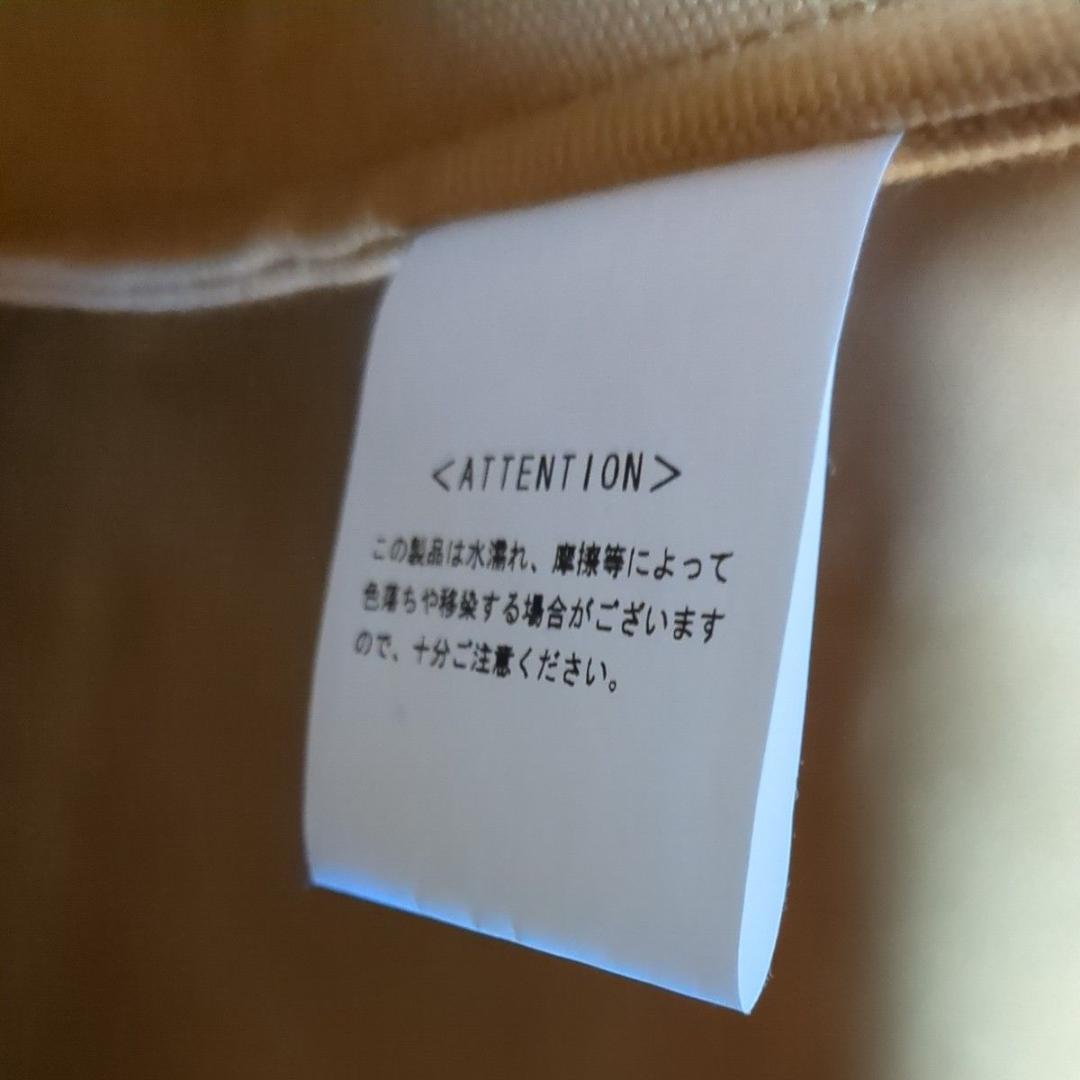 <ATTENTION>
この製品は水濡れ、摩擦等によって
色落ちや移染する場合がございます
ので、十分ご注意ください。